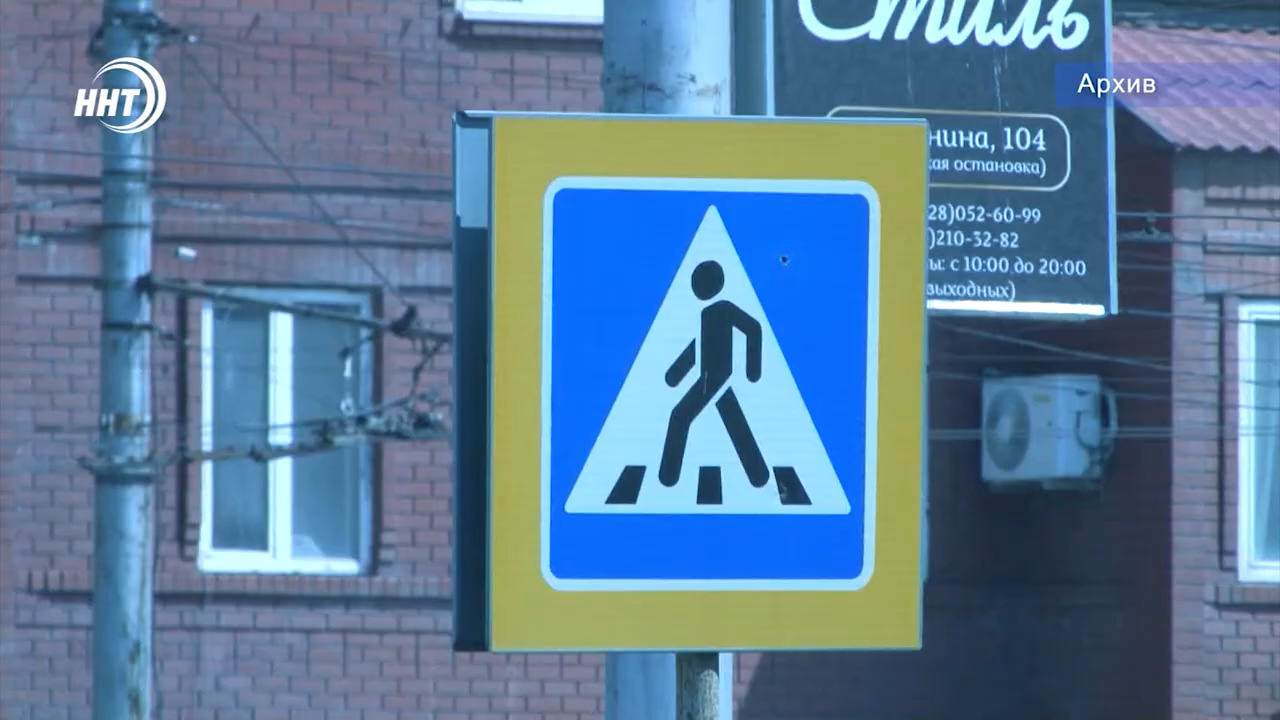 ННТ
Стиль
Архив
нина, 104
кая остановка)
28)052-60-99
)210-32-82
ы: с 10:00 до 20:00
выходных)